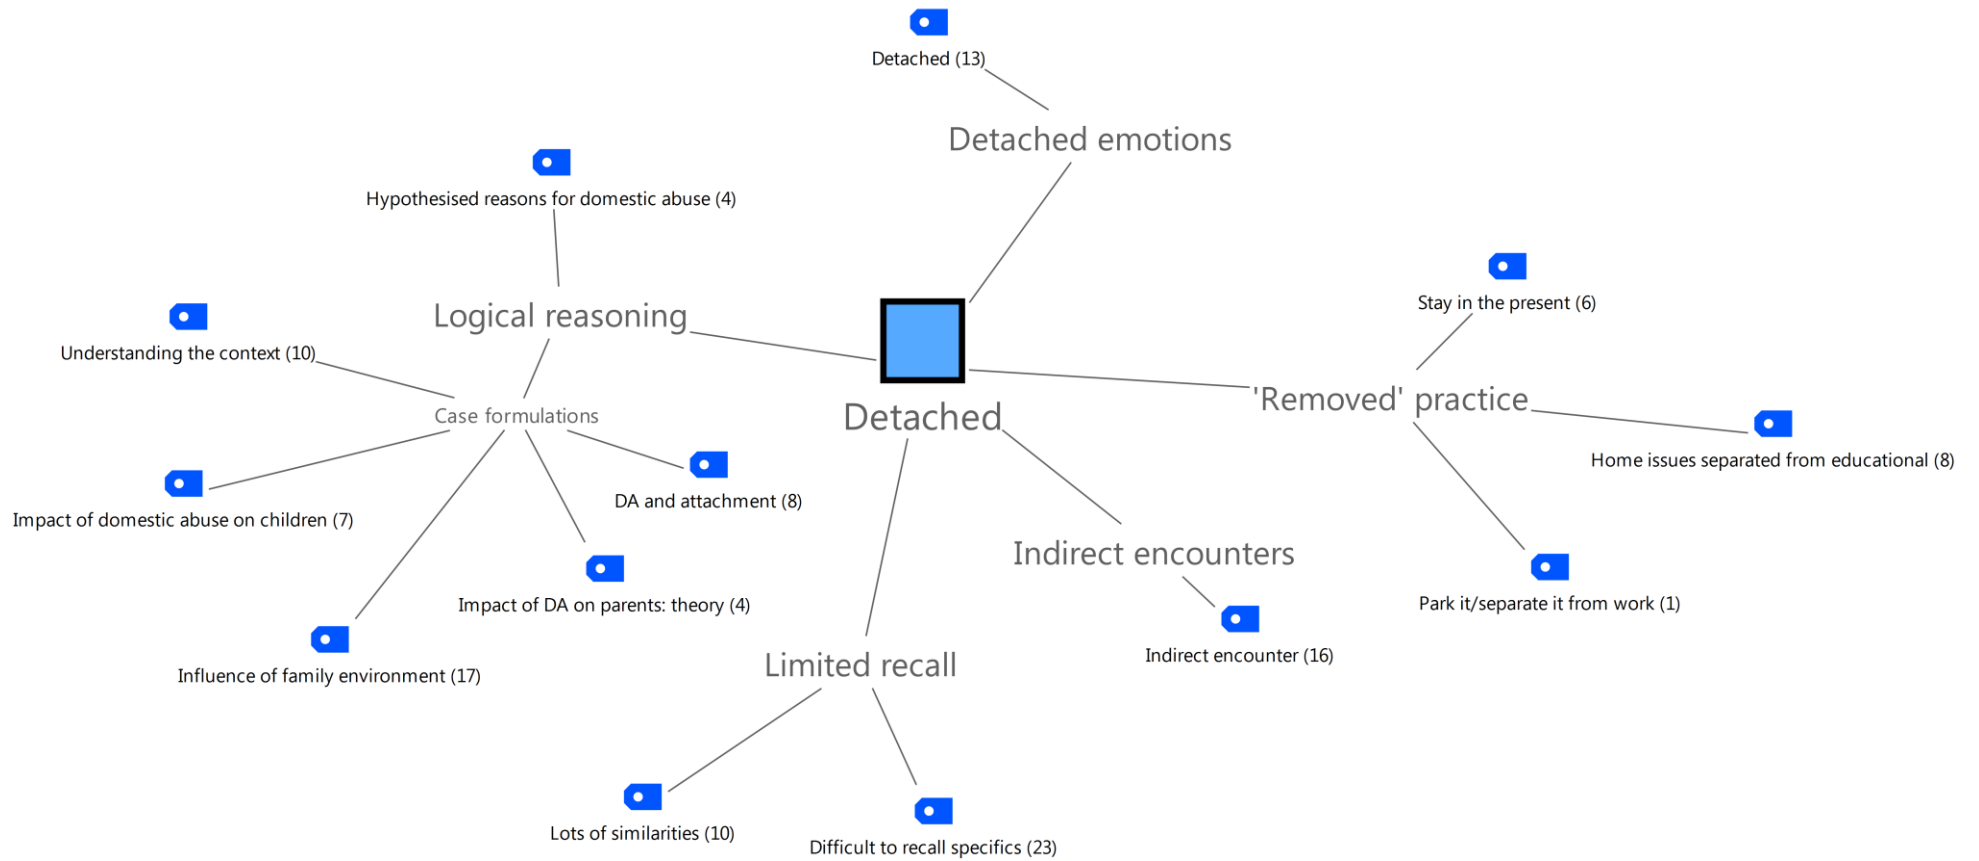 Detached (13)
Detached emotions
Hypothesised reasons for domestic abuse (4)
Stay in the present (6)
Logical reasoning
Understanding the context (10)
'Removed' practice
Case formulations
Detached
Home issues separated from educational (8)
DA and attachment (8)
Impact of domestic abuse on children (7)
Indirect encounters
Impact of DA on parents: theory (4)
Park it/separate it from work (1)
Indirect encounter (16)
Limited recall
Influence of family environment (17)
Lots of similarities (10)
Difficult to recall specifics (23)